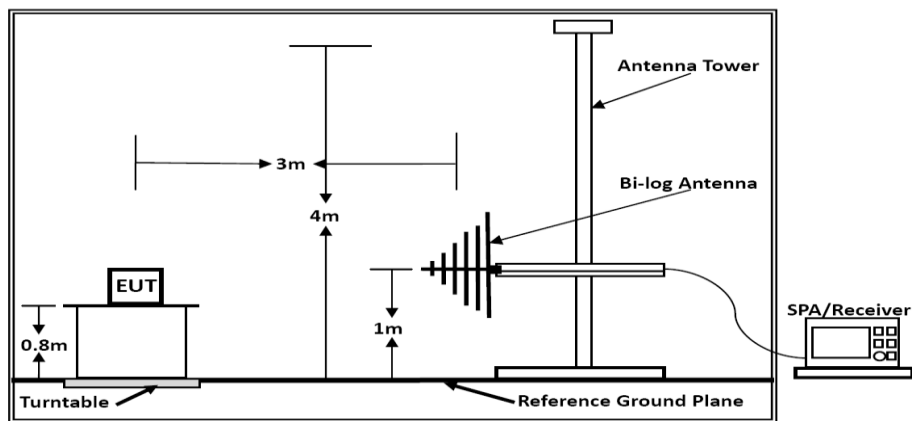 Antenna Tower
3m
Bi-log Antenna
4m
EUT
SPA/Receiver
1m
0.8m
Turntable
Reference Ground Plane